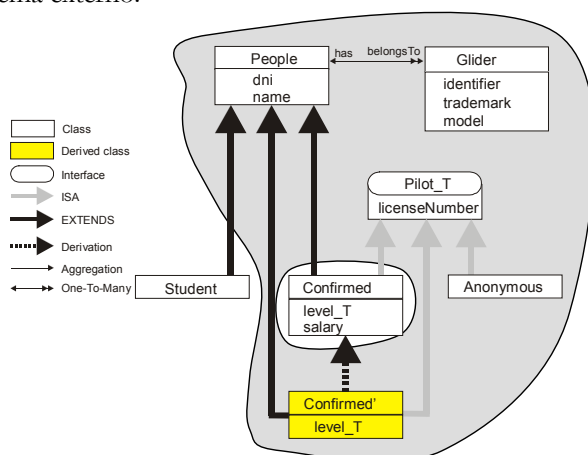 ema externo.
People
has
belongsTo
Glider
dni
name
identifier
trademark
model
Class
Derived class
Interface
ISA
EXTENDS
Derivation
Aggregation
One-To-Many
Pilot_T
licenseNumber
Student
Confirmed
Anonymous
level_T
salary
Confirmed'
level_T